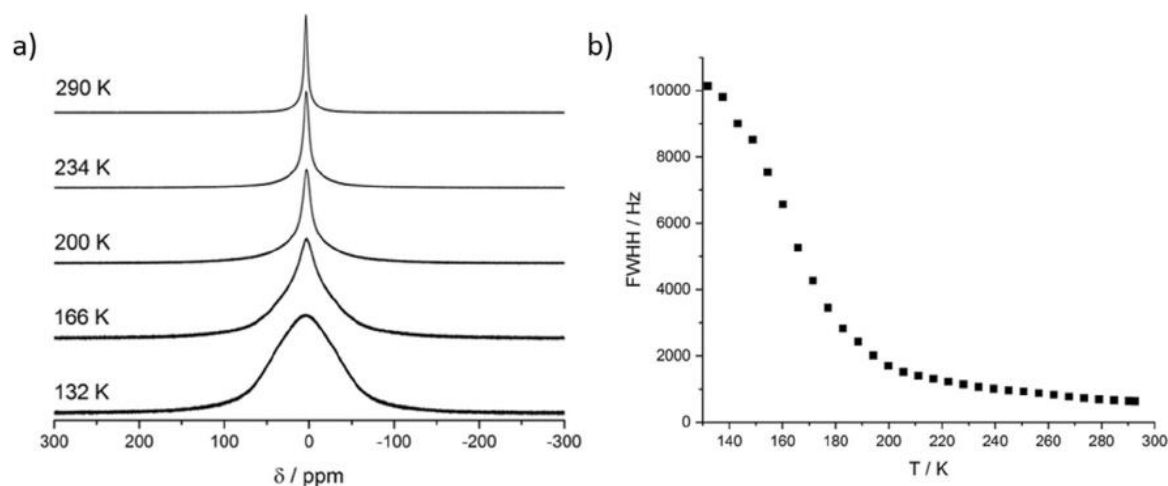 a)
290 K
234 K
200 K
166 K
132 K
300 200 100 0 -100 -200 -300
δ / ppm
b)
FWHH / Hz
10000
8000
6000
4000
2000
0
140 160 180 200 220 240 260 280 300
T / K